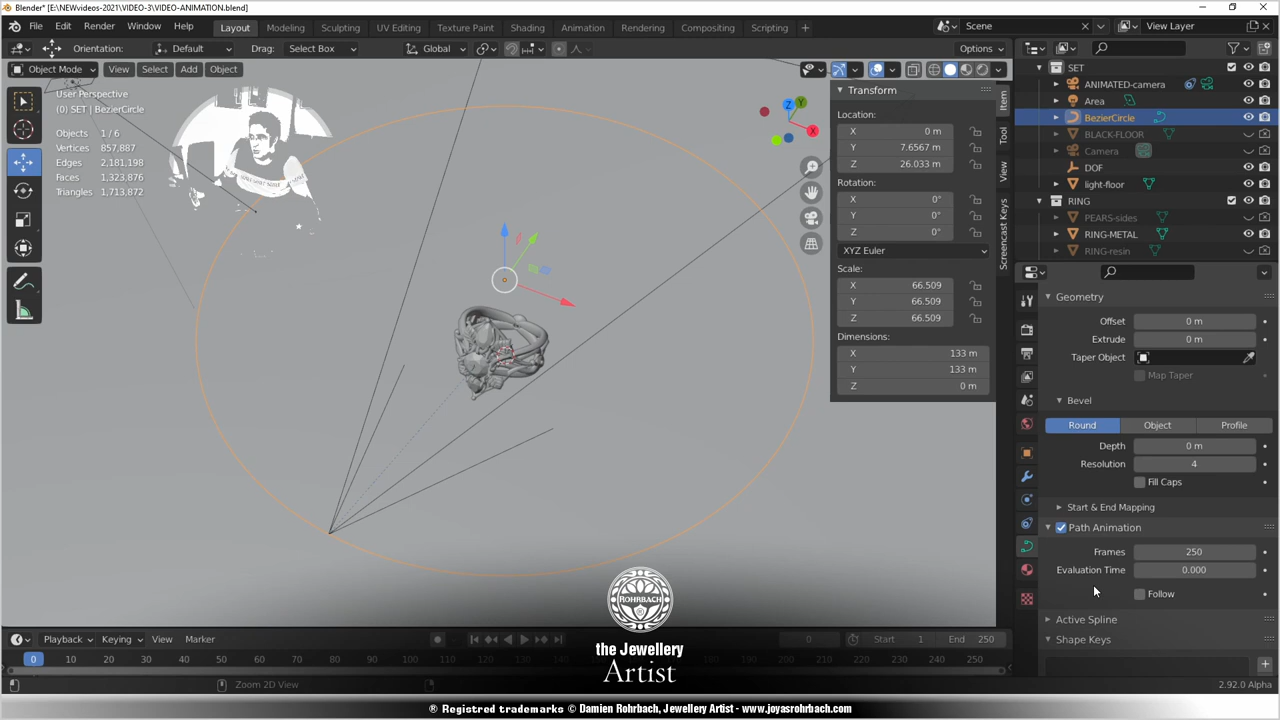 Blender* [E:\NEWvideos-2021\VIDEO-3\VIDEO-ANIMATION.blend]
File Edit Render Window Help Layout Modeling Sculpting UV Editing Texture Paint Shading Animation Rendering Compositing Scripting + Scene View Layer
Orientation: Default Drag: Select Box Global Options
Object Mode View Select Add Object
User Perspective
(0) SET | BezierCircle
Objects 1/6
Vertices 857,887
Edges 2,181,198
Faces 1,323,876
Triangles 1,713,872
Z Y X
Transform
Location:
X 0 m
Y 7.6567 m
Z 26.033 m
Rotation:
X 0°
Y 0°
Z 0°
XYZ Euler
Scale:
X 66.509
Y 66.509
Z 66.509
Dimensions:
X 133 m
Y 133 m
Z 0 m
Item
Tool
View
Screencast Keys
SET
ANIMATED-camera
Area
BezierCircle
BLACK-FLOOR
Camera
DOF
light-floor
RING
PEARS-sides
RING-METAL
RING-resin
Geometry
Offset 0 m
Extrude 0 m
Taper Object
Map Taper
Bevel
Round Object Profile
Depth 0 m
Resolution 4
Fill Caps
Start & End Mapping
Path Animation
Frames 250
Evaluation Time 0.000
Follow
Active Spline
Shape Keys
ROHRBACH
the Jewellery
Artist
Playback Keying View Marker 0 Start 1 End 250
0 10 20 30 40 50 60 70 80 90 100 110 120 130 140 150 160 170 180 190 200 210 220 230 240 250
Zoom 2D View
2.92.0 Alpha
® Registered trademarks © Damien Rohrbach, Jewellery Artist - www.joyasrohrbach.com